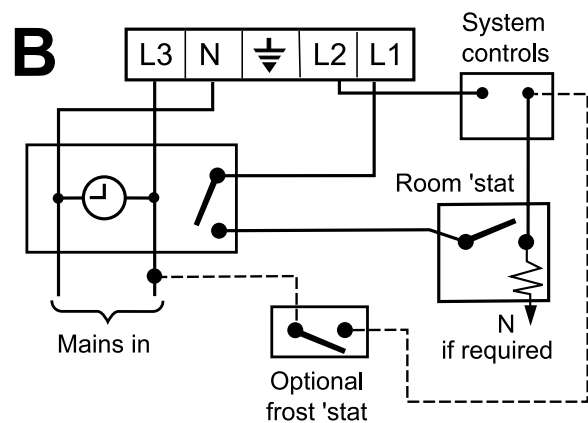 B
L3 N L2 L1
System
controls
Room 'stat
Mains in
N
if required
Optional
frost 'stat